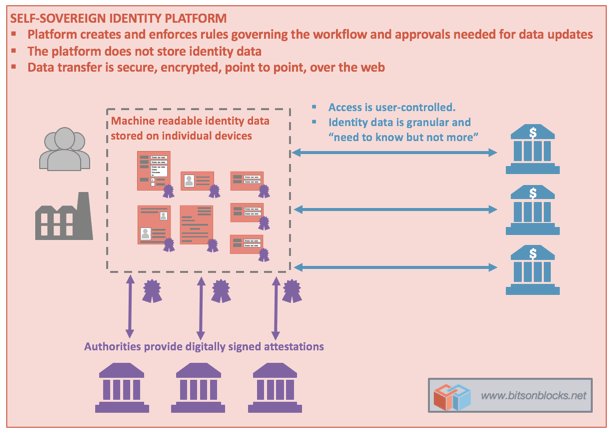 SELF-SOVEREIGN IDENTITY PLATFORM
▪ Platform creates and enforces rules governing the workflow and approvals needed for data updates
▪ The platform does not store identity data
▪ Data transfer is secure, encrypted, point to point, over the web
Machine readable identity data
stored on individual devices
▪ Access is user-controlled.
▪ Identity data is granular and
“need to know but not more”
$
$
$
Authorities provide digitally signed attestations
www.bitsonblocks.net